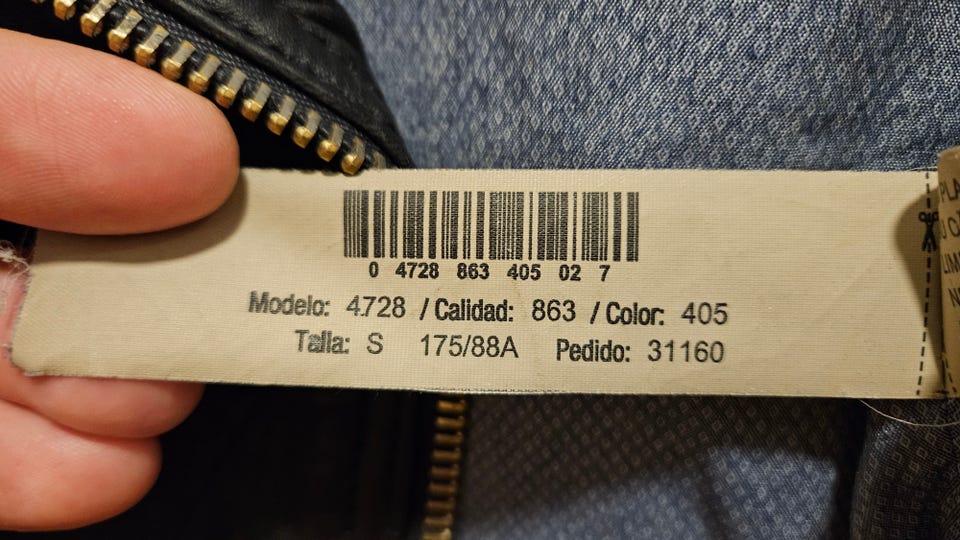 0 4728 863 405 02 7
Modelo: 4728 / Calidad: 863 / Color: 405
Talla: S 175/88A Pedido: 31160